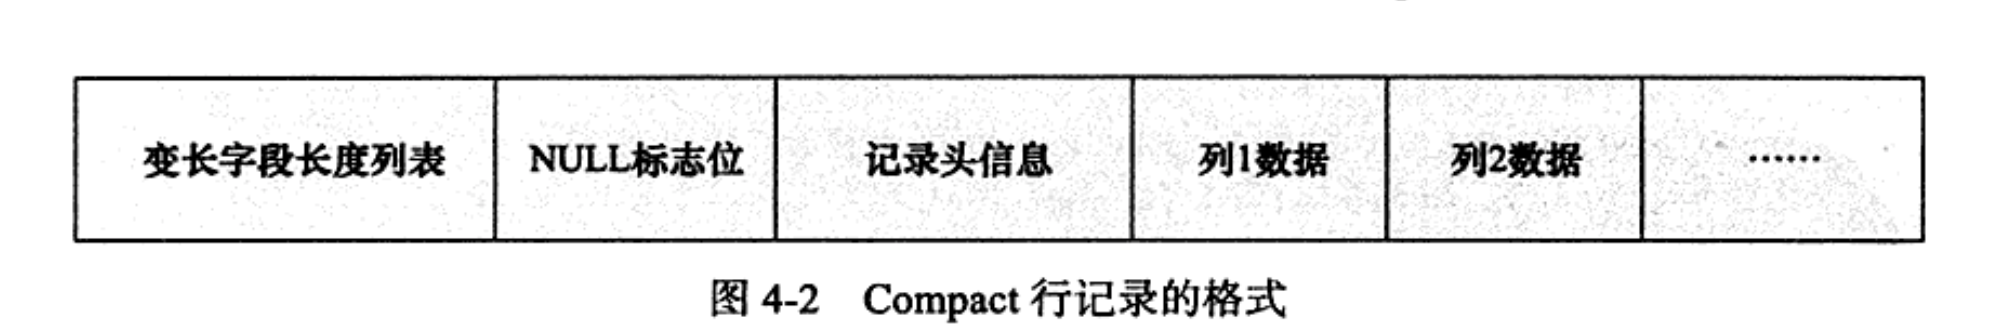 变长字段长度列表 NULL标志位 记录头信息 列1数据 列2数据 ……
图 4-2 Compact 行记录的格式